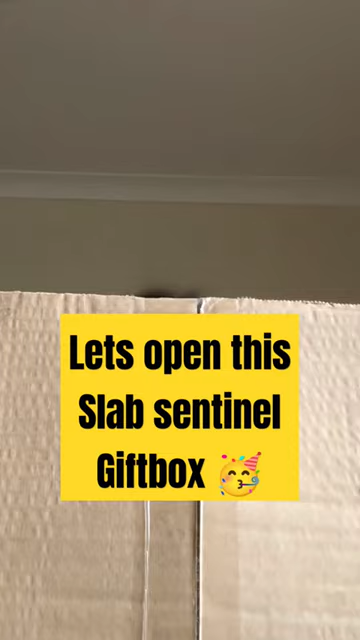 Lets open this
Slab sentinel
Giftbox 🥳